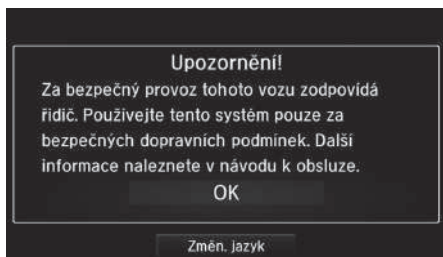 Upozornění!
Za bezpečný provoz tohoto vozu zodpovídá
řidič. Používejte tento systém pouze za
bezpečných dopravních podmínek. Další
informace naleznete v návodu k obsluze.
OK
Změn. jazyk